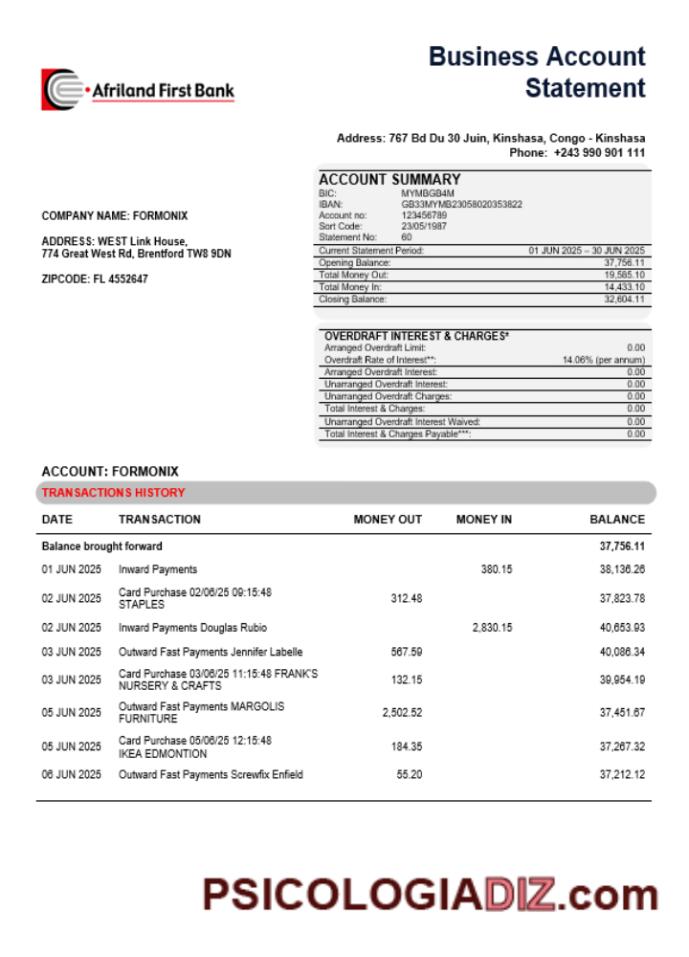 Business Account
Statement
Afriland First Bank
Address: 767 Bd Du 30 Juin, Kinshasa, Congo - Kinshasa
Phone: +243 990 901 111
ACCOUNT SUMMARY
BIC: MYMBGB4M
IBAN: GB33MYMB23058020353822
Account no: 123456789
Sort Code: 23/05/1987
Statement No: 60
Current Statement Period: 01 JUN 2025 – 30 JUN 2025
Opening Balance: 37,756.11
Total Money Out: 19,585.10
Total Money In: 14,433.10
Closing Balance: 32,604.11
COMPANY NAME: FORMONIX
ADDRESS: WEST Link House,
774 Great West Rd, Brentford TW8 9DN
ZIPCODE: FL 4552647
OVERDRAFT INTEREST & CHARGES*
Arranged Overdraft Limit: 0.00
Overdraft Rate of Interest**: 14.06% (per annum)
Arranged Overdraft Interest: 0.00
Unarranged Overdraft Interest: 0.00
Unarranged Overdraft Charges: 0.00
Total Interest & Charges: 0.00
Unarranged Overdraft Interest Waived: 0.00
Total Interest & Charges Payable***: 0.00
ACCOUNT: FORMONIX
TRANSACTIONS HISTORY
DATE TRANSACTION MONEY OUT MONEY IN BALANCE
Balance brought forward 37,756.11
01 JUN 2025 Inward Payments 380.15 38,136.26
02 JUN 2025 Card Purchase 02/06/25 09:15:48
STAPLES 312.48 37,823.78
02 JUN 2025 Inward Payments Douglas Rubio 2,830.15 40,653.93
03 JUN 2025 Outward Fast Payments Jennifer Labelle 567.59 40,086.34
03 JUN 2025 Card Purchase 03/06/25 11:15:48 FRANK'S
NURSERY & CRAFTS 132.15 39,954.19
05 JUN 2025 Outward Fast Payments MARGOLIS
FURNITURE 2,502.52 37,451.67
05 JUN 2025 Card Purchase 05/06/25 12:15:48
IKEA EDMONTION 184.35 37,267.32
06 JUN 2025 Outward Fast Payments Screwfix Enfield 55.20 37,212.12
PSICOLOGIADIZ.com